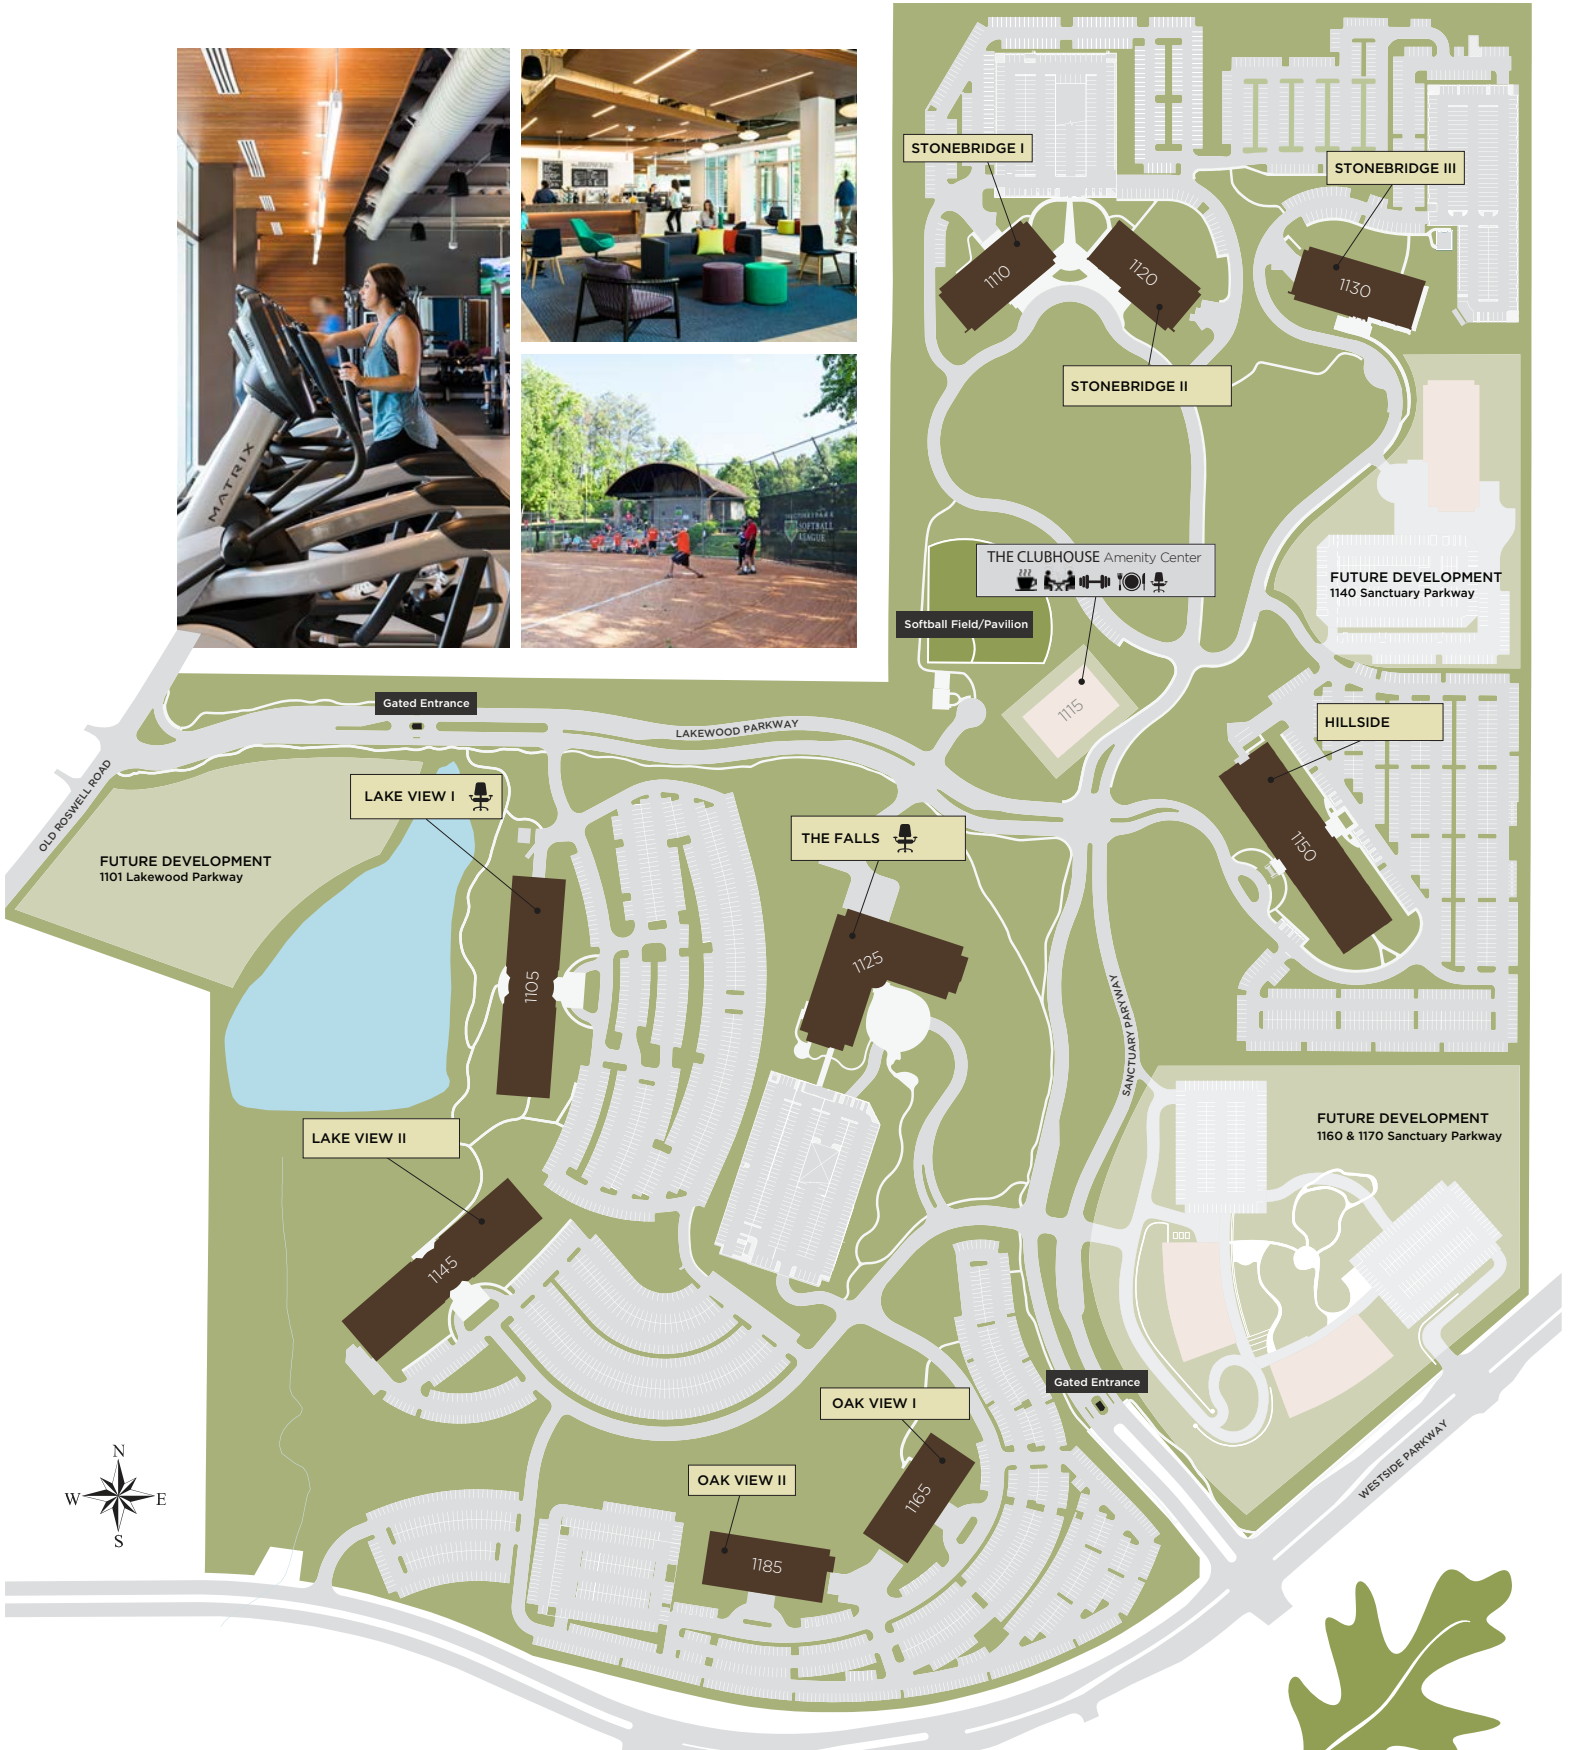 MATRIX
SOFTBALL
LEAGUE
STONEBRIDGE I
STONEBRIDGE III
1110
1120
1130
STONEBRIDGE II
THE CLUBHOUSE Amenity Center
FUTURE DEVELOPMENT
1140 Sanctuary Parkway
Softball Field/Pavilion
1115
Gated Entrance
LAKEWOOD PARKWAY
HILLSIDE
OLD ROSWELL ROAD
LAKE VIEW I
THE FALLS
1150
FUTURE DEVELOPMENT
1101 Lakewood Parkway
1125
1105
SANCTUARY PARYWAY
FUTURE DEVELOPMENT
1160 & 1170 Sanctuary Parkway
LAKE VIEW II
1145
Gated Entrance
OAK VIEW I
WESTSIDE PARKWAY
OAK VIEW II
1165
1185
N
W E
S